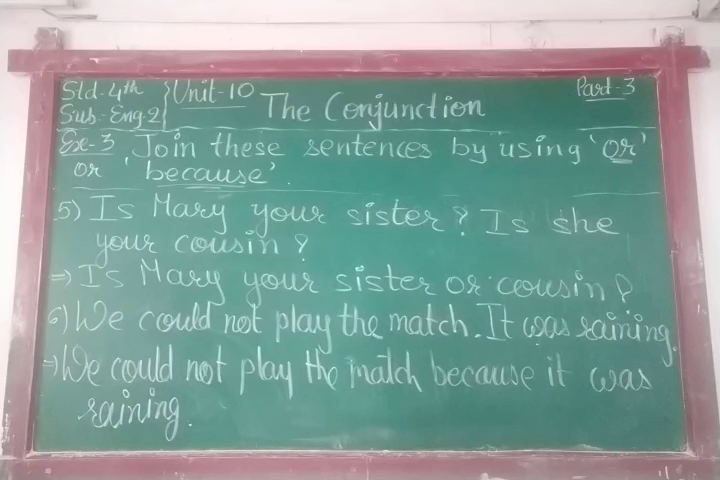 Std-4th Unit-10 Part-3
Sub-Eng-2 The Conjunction
Ex-3 Join these sentences by using 'or'
or 'because'.
5) Is Mary your sister? Is she
your cousin?
⇒ Is Mary your sister or cousin?
6) We could not play the match. It was raining.
⇒ We could not play the match because it was
raining.